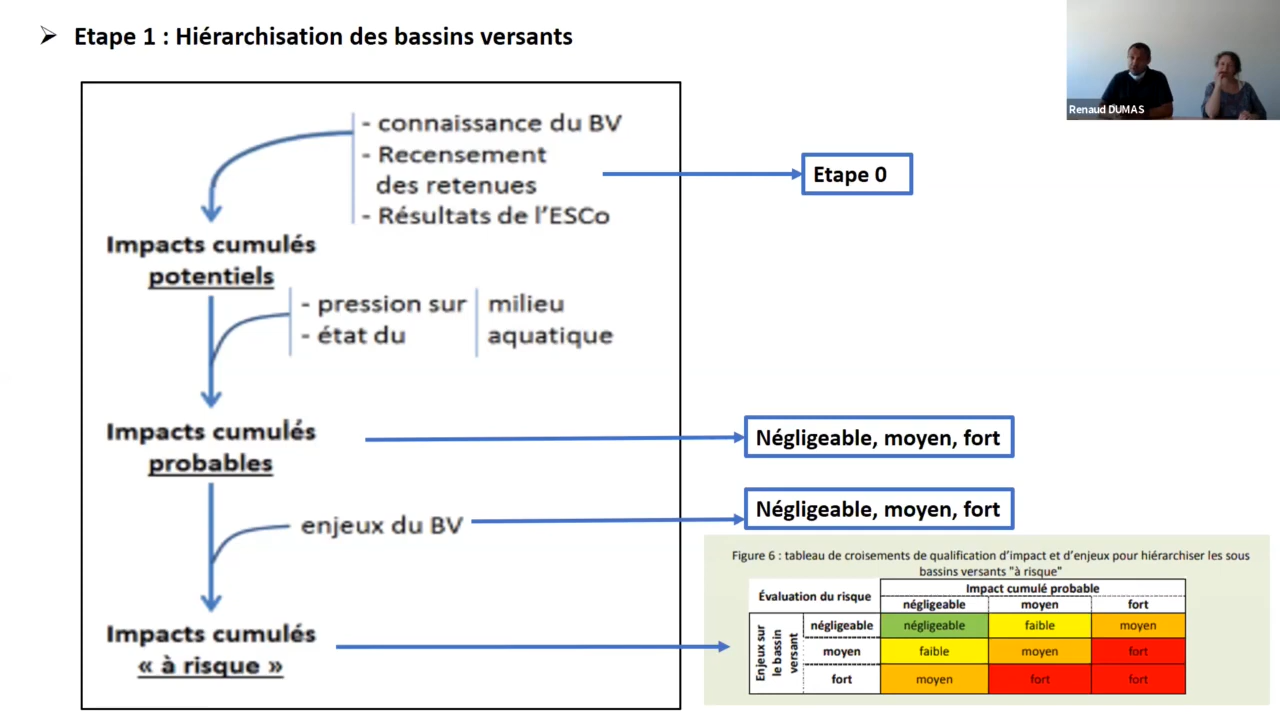 Etape 1 : Hiérarchisation des bassins versants
Renaud DUMAS
- connaissance du BV
- Recensement
des retenues
- Résultats de l'ESCo
Etape 0
Impacts cumulés
potentiels
- pression sur
- état du
milieu
aquatique
Impacts cumulés
probables
Négligeable, moyen, fort
enjeux du BV
Négligeable, moyen, fort
Impacts cumulés
« à risque »
Figure 6 : tableau de croisements de qualification d'impact et d'enjeux pour hiérarchiser les sous
bassins versants "à risque"
Évaluation du risque
Impact cumulé probable
négligeable moyen fort
Enjeux sur
le bassin
versant
négligeable négligeable faible moyen
moyen faible moyen fort
fort moyen fort fort